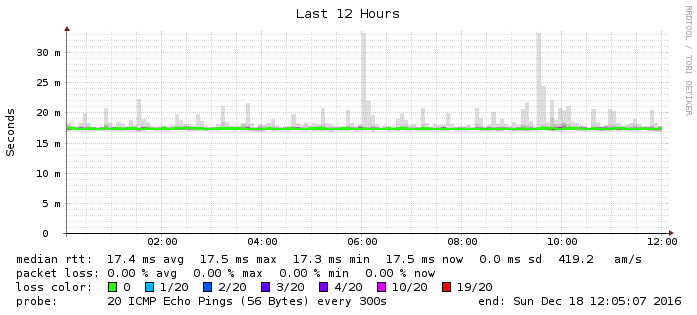 Last 12 Hours
RRDTOOL / TOBI OETIKER
Seconds
30 m
25 m
20 m
15 m
10 m
5 m
0
02:00 04:00 06:00 08:00 10:00 12:00
median rtt: 17.4 ms avg 17.5 ms max 17.3 ms min 17.5 ms now 0.0 ms sd 419.2 am/s
packet loss: 0.00 % avg 0.00 % max 0.00 % min 0.00 % now
loss color: 0 1/20 2/20 3/20 4/20 10/20 19/20
probe: 20 ICMP Echo Pings (56 Bytes) every 300s end: Sun Dec 18 12:05:07 2016